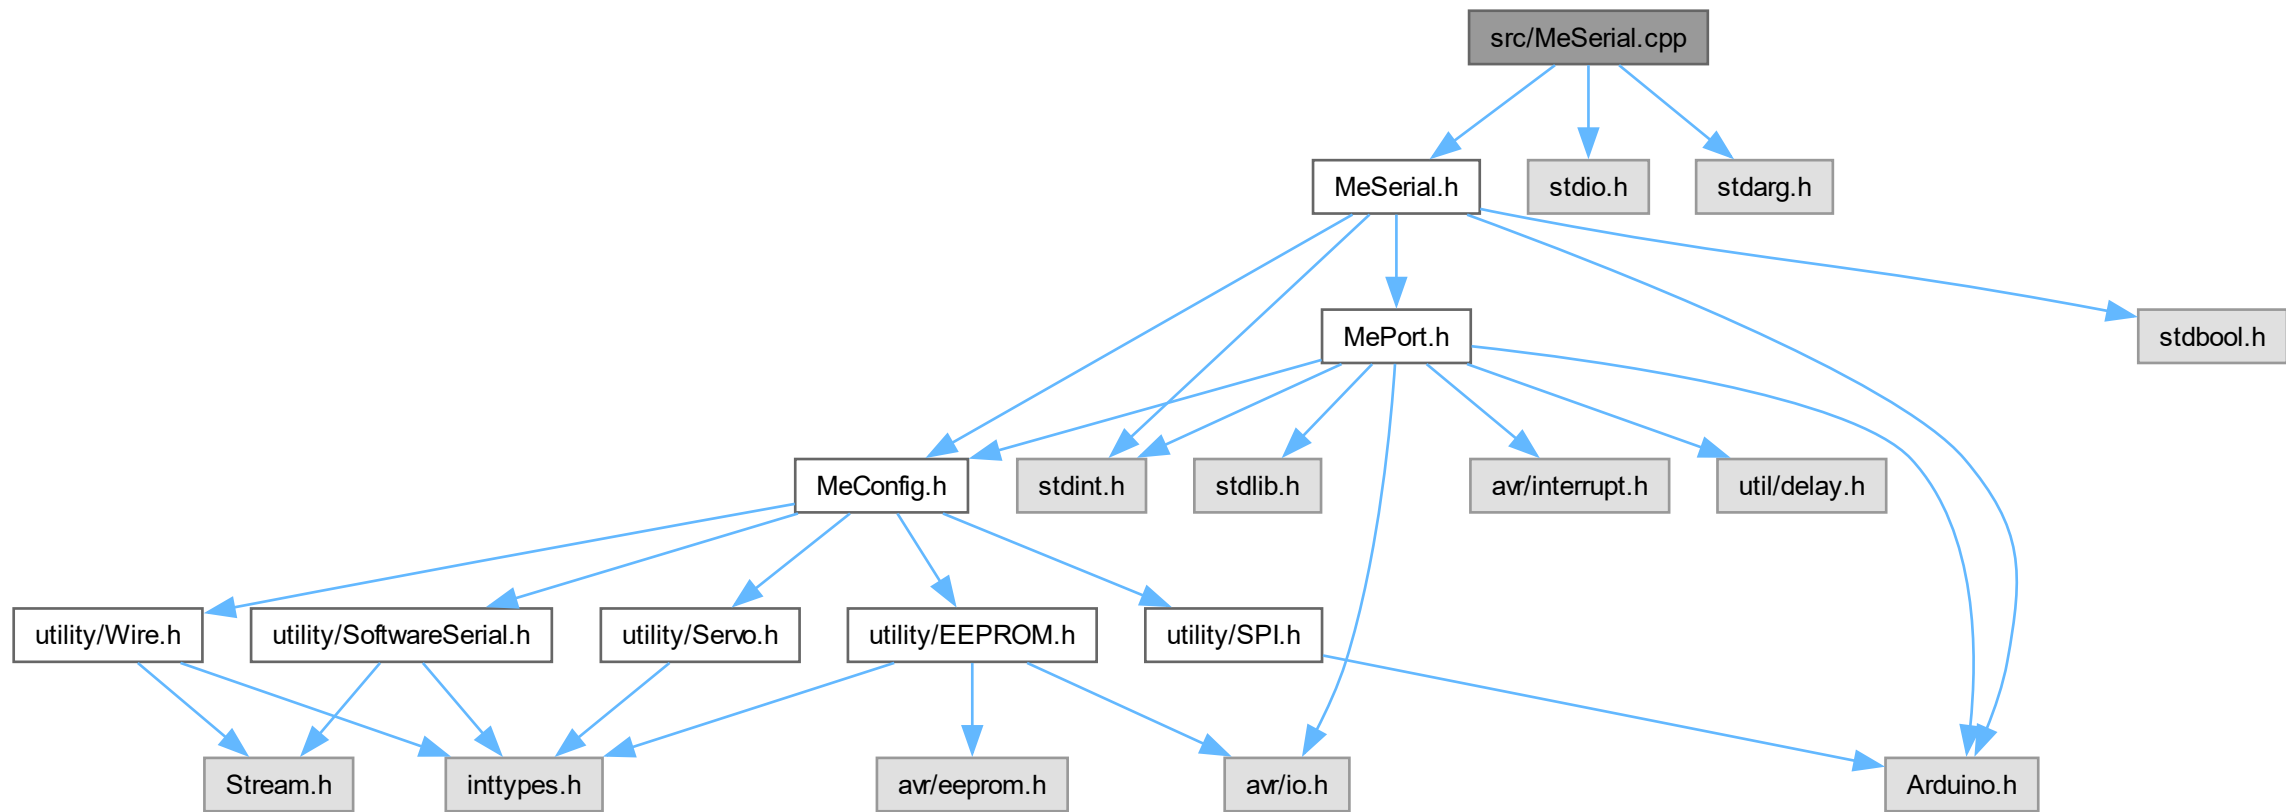 src/MeSerial.cpp
MeSerial.h
stdio.h
stdarg.h
MePort.h
stdbool.h
MeConfig.h
stdint.h
stdlib.h
avr/interrupt.h
util/delay.h
utility/Wire.h
utility/SoftwareSerial.h
utility/Servo.h
utility/EEPROM.h
utility/SPI.h
Stream.h
inttypes.h
avr/eeprom.h
avr/io.h
Arduino.h